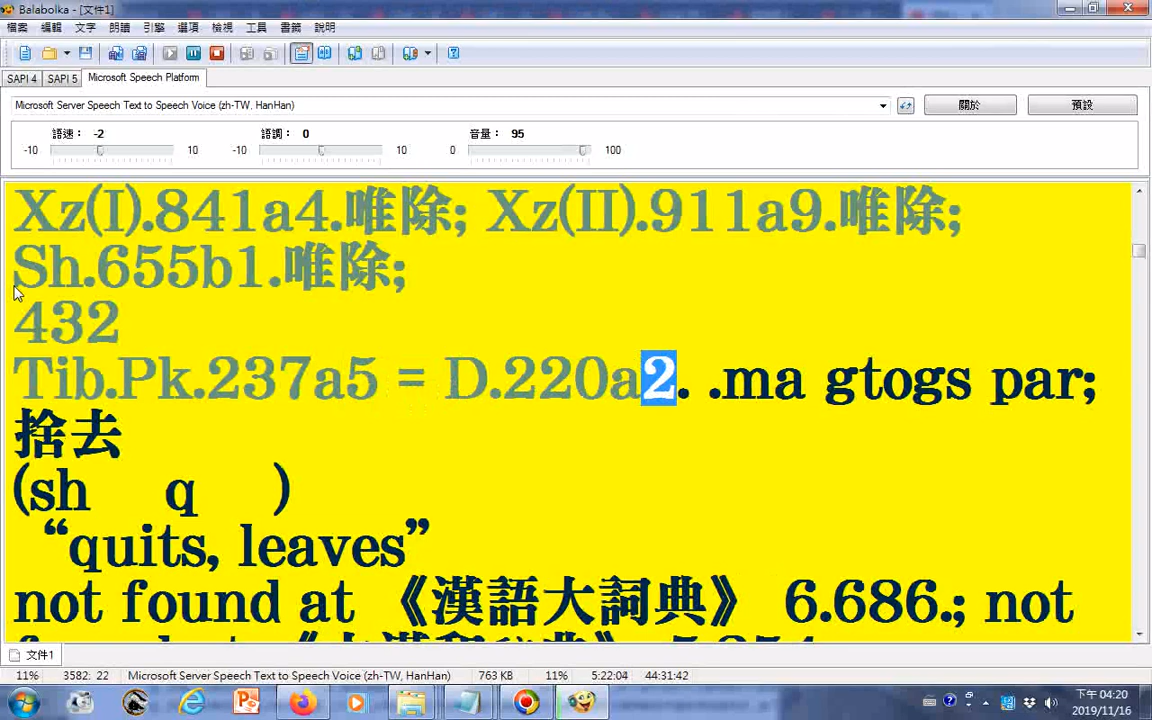 Balabolka - [文件1]
檔案 編輯 文字 朗讀 引擎 選項 檢視 工具 書籤 說明
SAPI 4 SAPI 5 Microsoft Speech Platform
Microsoft Server Speech Text to Speech Voice (zh-TW, HanHan) 關於 預設
語速： -2 語調： 0 音量： 95
-10 10 -10 10 0 100
Xz(I).841a4.唯除; Xz(II).911a9.唯除;
Sh.655b1.唯除;
432
Tib.Pk.237a5 = D.220a2. .ma gtogs par;
捨去
(sh q )
“quits, leaves”
not found at 《漢語大詞典》 6.686.; not
文件1
11% 3582: 22 Microsoft Server Speech Text to Speech Voice (zh-TW, HanHan) 763 KB 11% 5:22:04 44:31:42
下午 04:20
2019/11/16